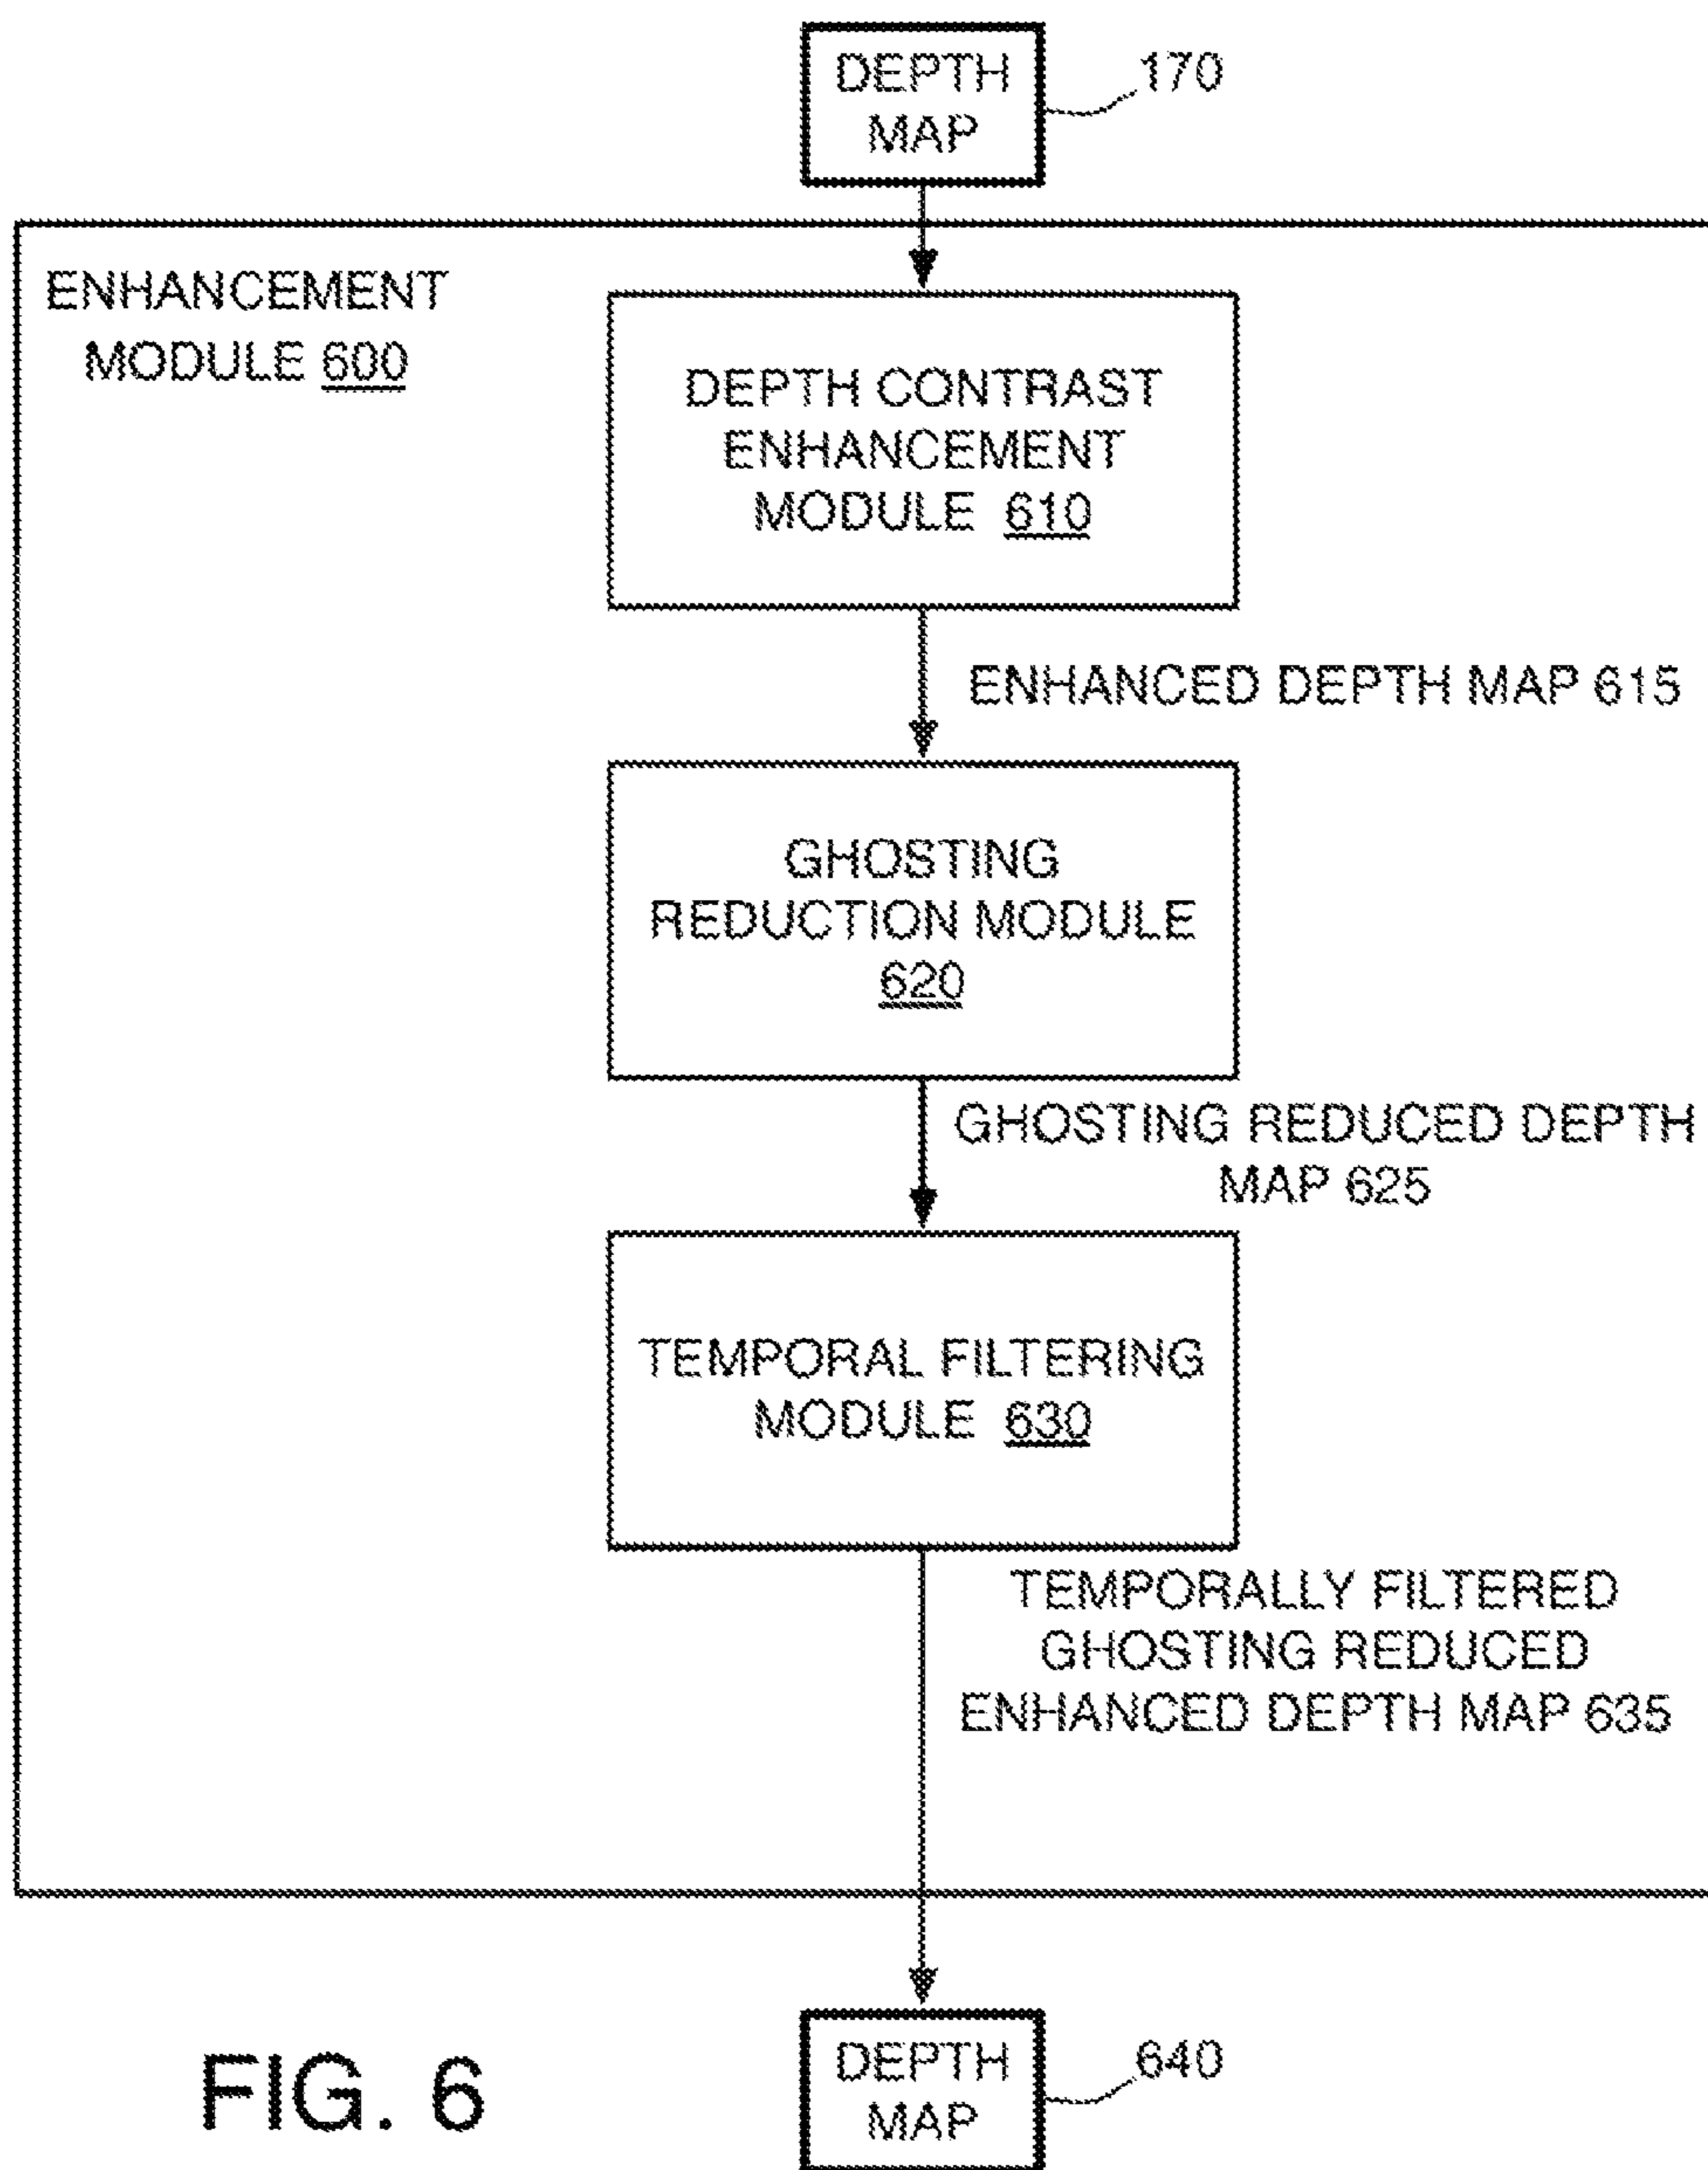 DEPTH
MAP
170
ENHANCEMENT
MODULE 600
DEPTH CONTRAST
ENHANCEMENT
MODULE 610
ENHANCED DEPTH MAP 615
GHOSTING
REDUCTION MODULE
620
GHOSTING REDUCED DEPTH
MAP 625
TEMPORAL FILTERING
MODULE 630
TEMPORALLY FILTERED
GHOSTING REDUCED
ENHANCED DEPTH MAP 635
DEPTH
MAP
640
FIG. 6